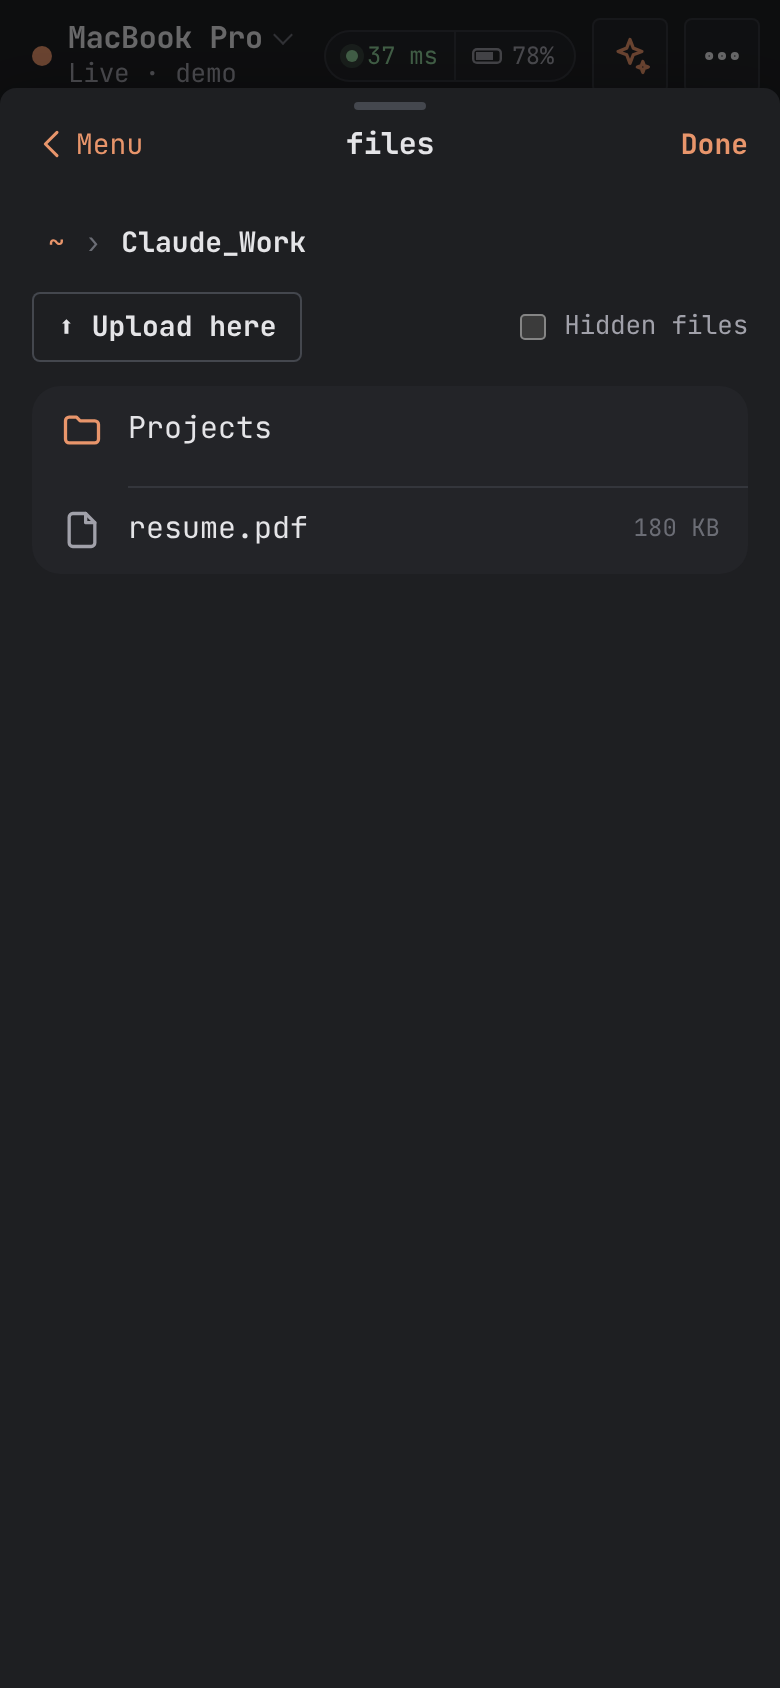 MacBook Pro
Live · demo
37 ms
78%
Menu
files
Done
~ › Claude_Work
⬆ Upload here
Hidden files
Projects
resume.pdf
180 KB